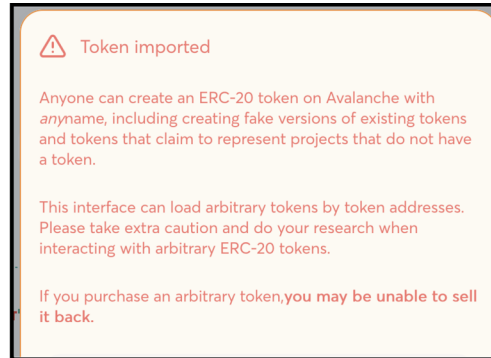 Token imported
Anyone can create an ERC-20 token on Avalanche with
anyname, including creating fake versions of existing tokens
and tokens that claim to represent projects that do not have
a token.
This interface can load arbitrary tokens by token addresses.
Please take extra caution and do your research when
interacting with arbitrary ERC-20 tokens.
If you purchase an arbitrary token,you may be unable to sell
it back.